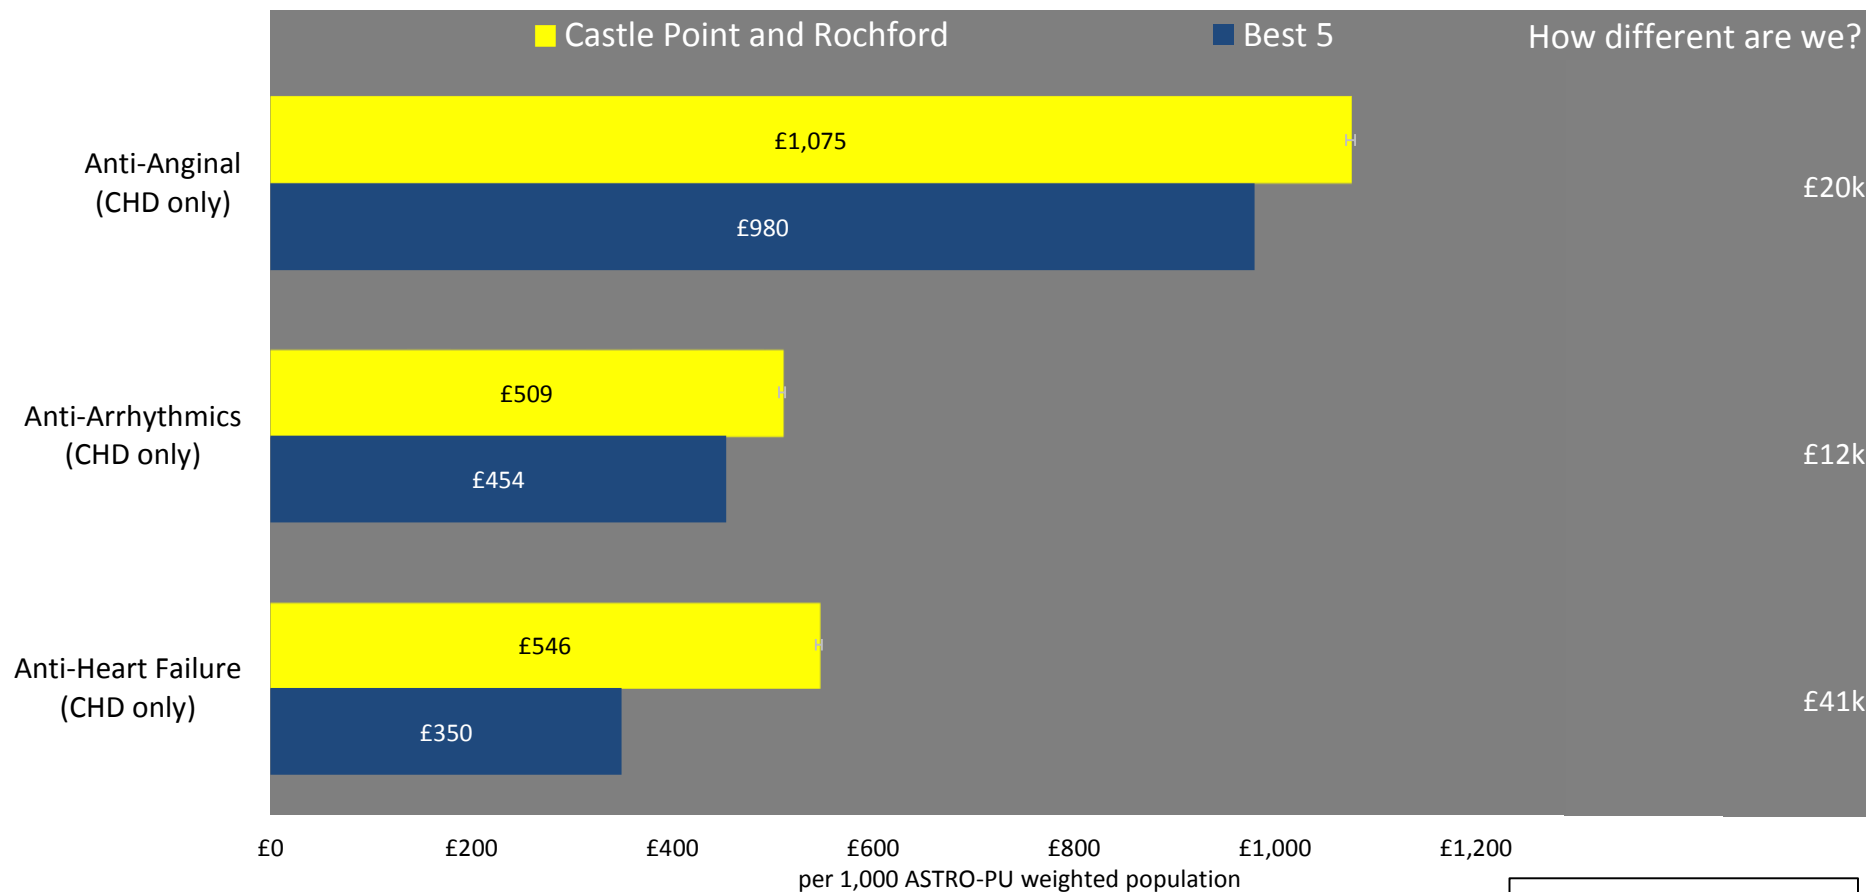 Castle Point and Rochford Best 5 How different are we?
Anti-Anginal
(CHD only)
£1,075
£980
£20k
Anti-Arrhythmics
(CHD only)
£509
£454
£12k
Anti-Heart Failure
(CHD only)
£546
£350
£41k
£0 £200 £400 £600 £800 £1,000 £1,200
per 1,000 ASTRO-PU weighted population